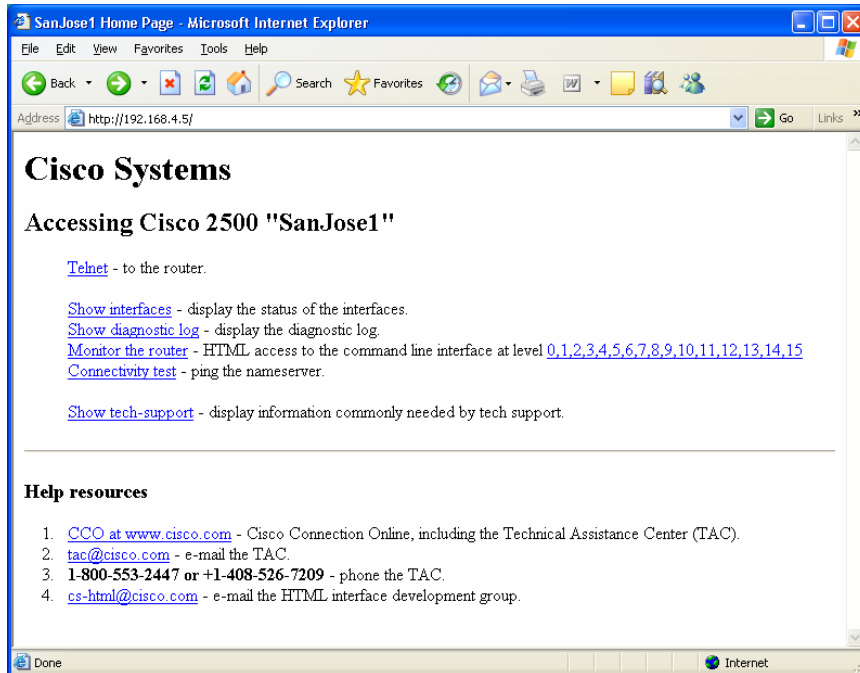 SanJose1 Home Page - Microsoft Internet Explorer
File Edit View Favorites Tools Help
Back Search Favorites
Address http://192.168.4.5/ Go Links »
Cisco Systems
Accessing Cisco 2500 "SanJose1"
Telnet - to the router.
Show interfaces - display the status of the interfaces.
Show diagnostic log - display the diagnostic log.
Monitor the router - HTML access to the command line interface at level 0,1,2,3,4,5,6,7,8,9,10,11,12,13,14,15
Connectivity test - ping the nameserver.
Show tech-support - display information commonly needed by tech support.
Help resources
1. CCO at www.cisco.com - Cisco Connection Online, including the Technical Assistance Center (TAC).
2. tac@cisco.com - e-mail the TAC.
3. 1-800-553-2447 or +1-408-526-7209 - phone the TAC.
4. cs-html@cisco.com - e-mail the HTML interface development group.
Done Internet